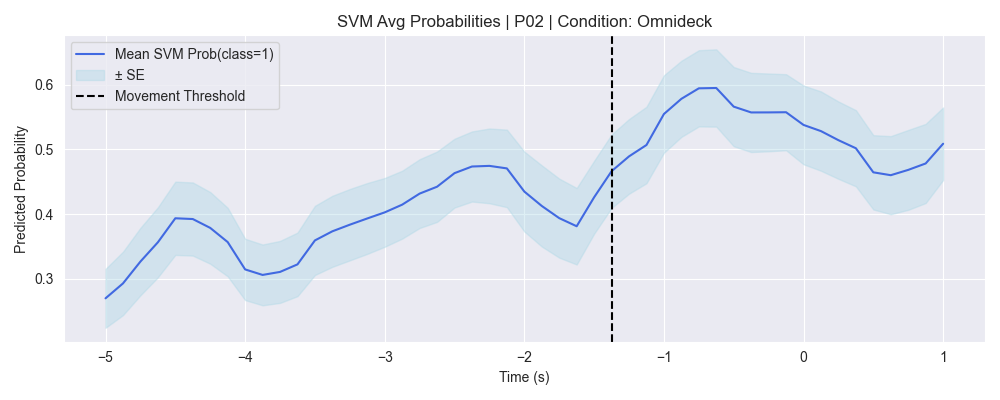 SVM Avg Probabilities | P02 | Condition: Omnideck
Mean SVM Prob(class=1)
± SE
Movement Threshold
Predicted Probability
0.6
0.5
0.4
0.3
−5
−4
−3
−2
−1
0
1
Time (s)